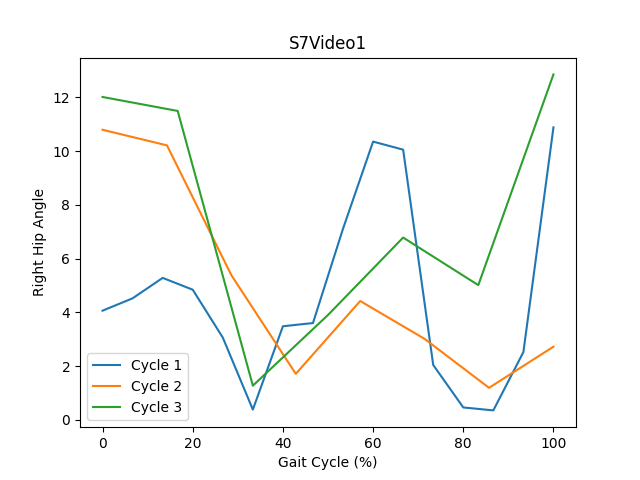 S7Video1
Right Hip Angle
12
10
8
6
4
2
0
Cycle 1
Cycle 2
Cycle 3
0 20 40 60 80 100
Gait Cycle (%)